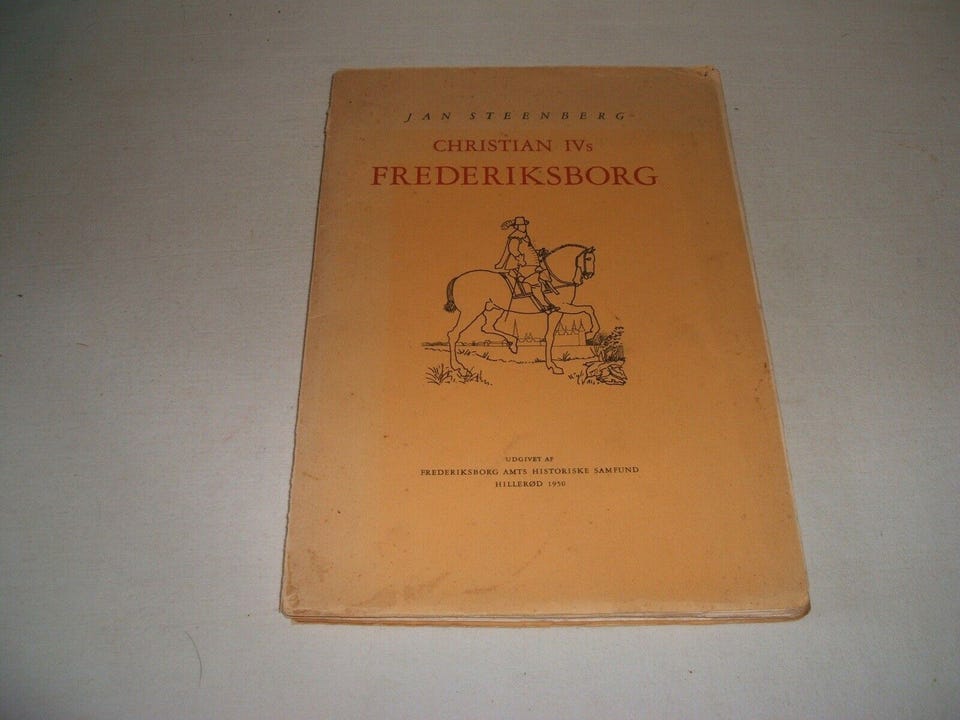 JAN STEENBERG
CHRISTIAN IVs
FREDERIKSBORG
UDGIVET AF
FREDERIKSBORG AMTS HISTORISKE SAMFUND
HILLERØD 1950